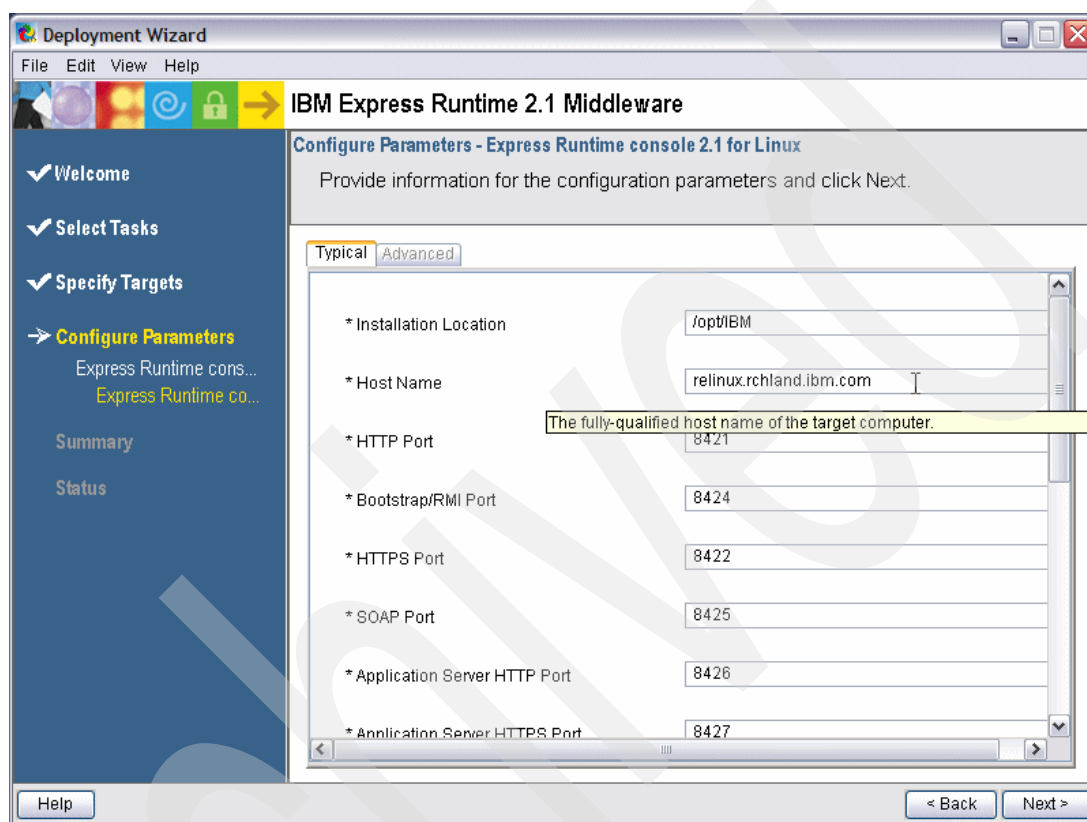 Deployment Wizard
File Edit View Help
IBM Express Runtime 2.1 Middleware
Configure Parameters - Express Runtime console 2.1 for Linux
Provide information for the configuration parameters and click Next.
Welcome
Select Tasks
Specify Targets
Configure Parameters
Express Runtime cons...
Express Runtime co...
Summary
Status
Typical Advanced
* Installation Location /opt/IBM
* Host Name relinux.rchland.ibm.com
The fully-qualified host name of the target computer.
* HTTP Port 8421
* Bootstrap/RMI Port 8424
* HTTPS Port 8422
* SOAP Port 8425
* Application Server HTTP Port 8426
* Application Server HTTPS Port 8427
Help < Back Next >